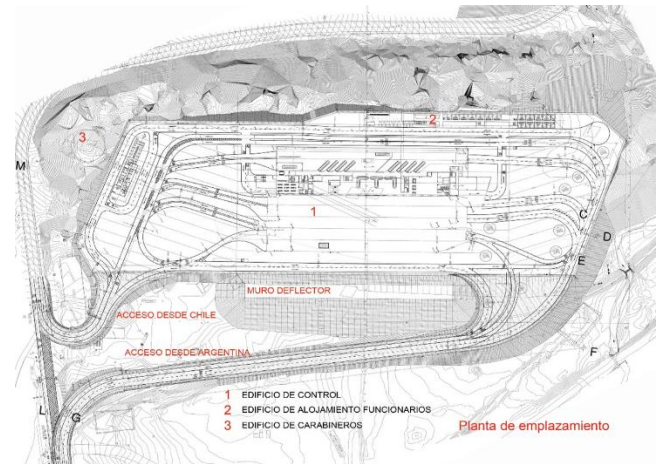 2
3
M
1
C
D
E
MURO DEFLECTOR
ACCESO DESDE CHILE
ACCESO DESDE ARGENTINA
F
L
G
1 EDIFICIO DE CONTROL
2 EDIFICIO DE ALOJAMIENTO FUNCIONARIOS
3 EDIFICIO DE CARABINEROS
Planta de emplazamiento